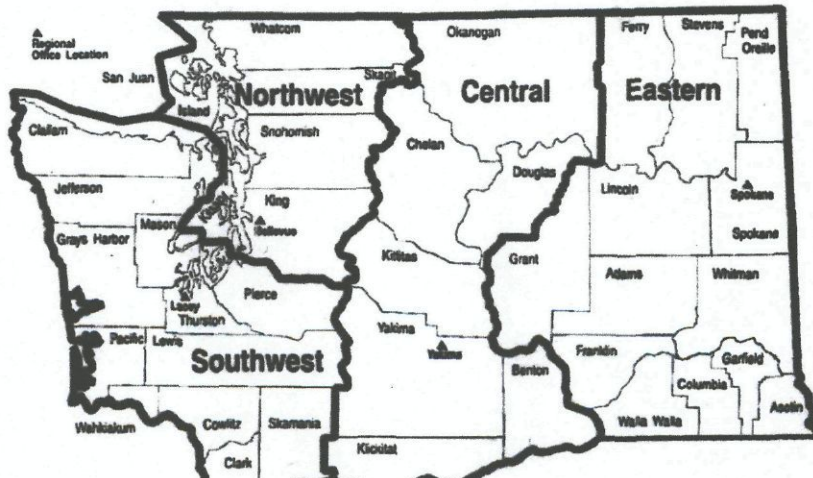 Regional
Office Location
San Juan
Whatcom
Skagit
Island
Northwest
Snohomish
King
Bellevue
Kitsap
Clallam
Jefferson
Mason
Grays Harbor
Lacey
Thurston
Pierce
Pacific
Lewis
Southwest
Wahkiakum
Cowlitz
Skamania
Clark
Okanogan
Central
Chelan
Douglas
Kittitas
Yakima
Yakima
Benton
Klickitat
Ferry
Stevens
Pend
Oreille
Eastern
Lincoln
Spokane
Spokane
Grant
Adams
Whitman
Franklin
Garfield
Columbia
Asotin
Walla Walla